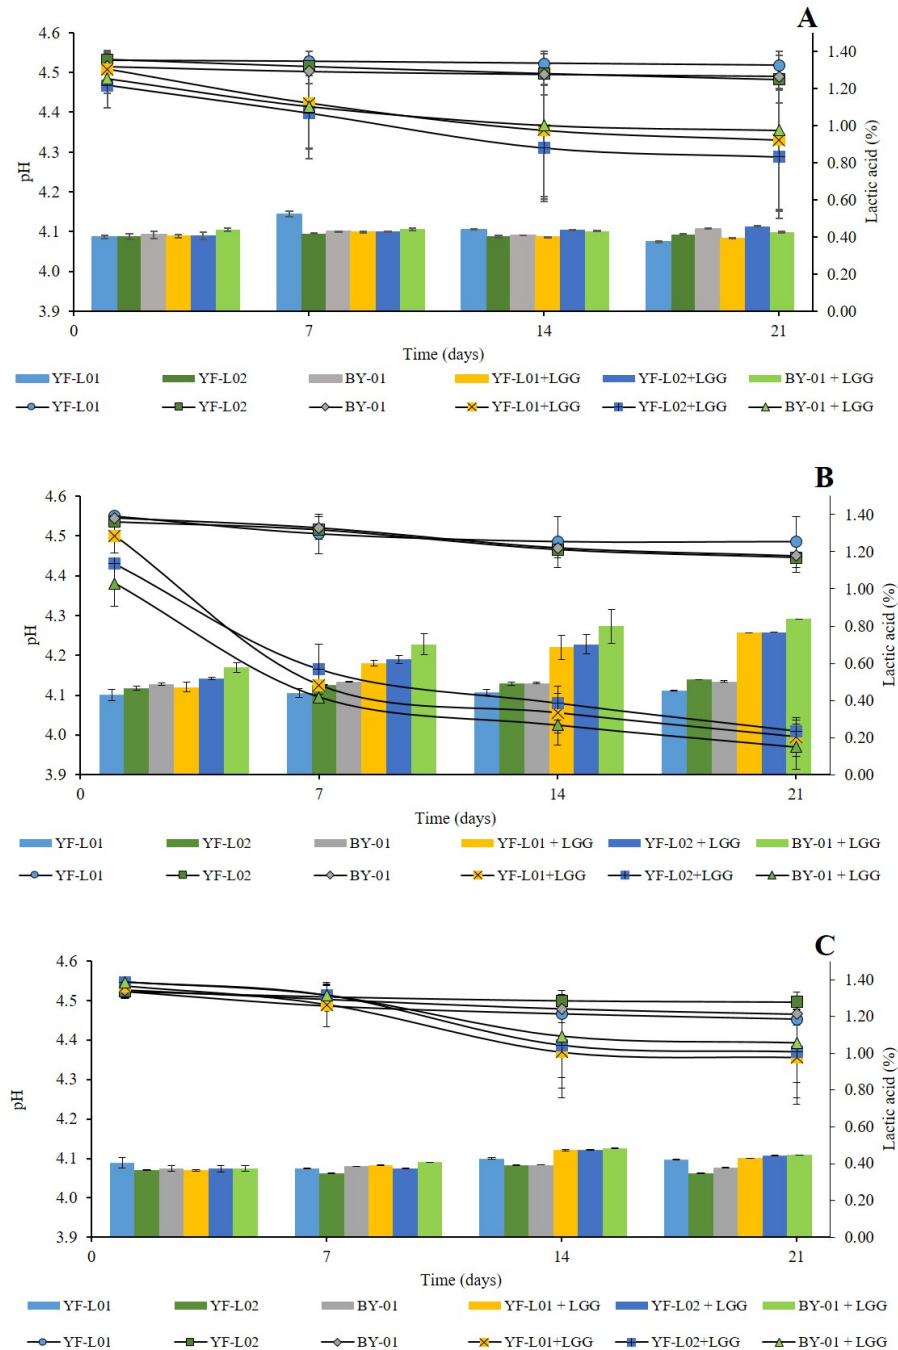 A
4.6
4.5
4.4
4.3
4.2
4.1
4.0
3.9
pH
1.40
1.20
1.00
0.80
0.60
0.40
0.20
0.00
Lactic acid (%)
0 7 14 21
Time (days)
YF-L01 YF-L02 BY-01 YF-L01+LGG YF-L02+LGG BY-01 + LGG
YF-L01 YF-L02 BY-01 YF-L01+LGG YF-L02+LGG BY-01 + LGG
B
4.6
4.5
4.4
4.3
4.2
4.1
4.0
3.9
pH
1.40
1.20
1.00
0.80
0.60
0.40
0.20
0.00
Lactic acid (%)
0 7 14 21
Time (days)
YF-L01 YF-L02 BY-01 YF-L01 + LGG YF-L02 + LGG BY-01 + LGG
YF-L01 YF-L02 BY-01 YF-L01+LGG YF-L02+LGG BY-01 + LGG
C
4.6
4.5
4.4
4.3
4.2
4.1
4.0
3.9
pH
1.40
1.20
1.00
0.80
0.60
0.40
0.20
0.00
Lactic acid (%)
0 7 14 21
Time (days)
YF-L01 YF-L02 BY-01 YF-L01 + LGG YF-L02 + LGG BY-01 + LGG
YF-L01 YF-L02 BY-01 YF-L01+LGG YF-L02+LGG BY-01 + LGG